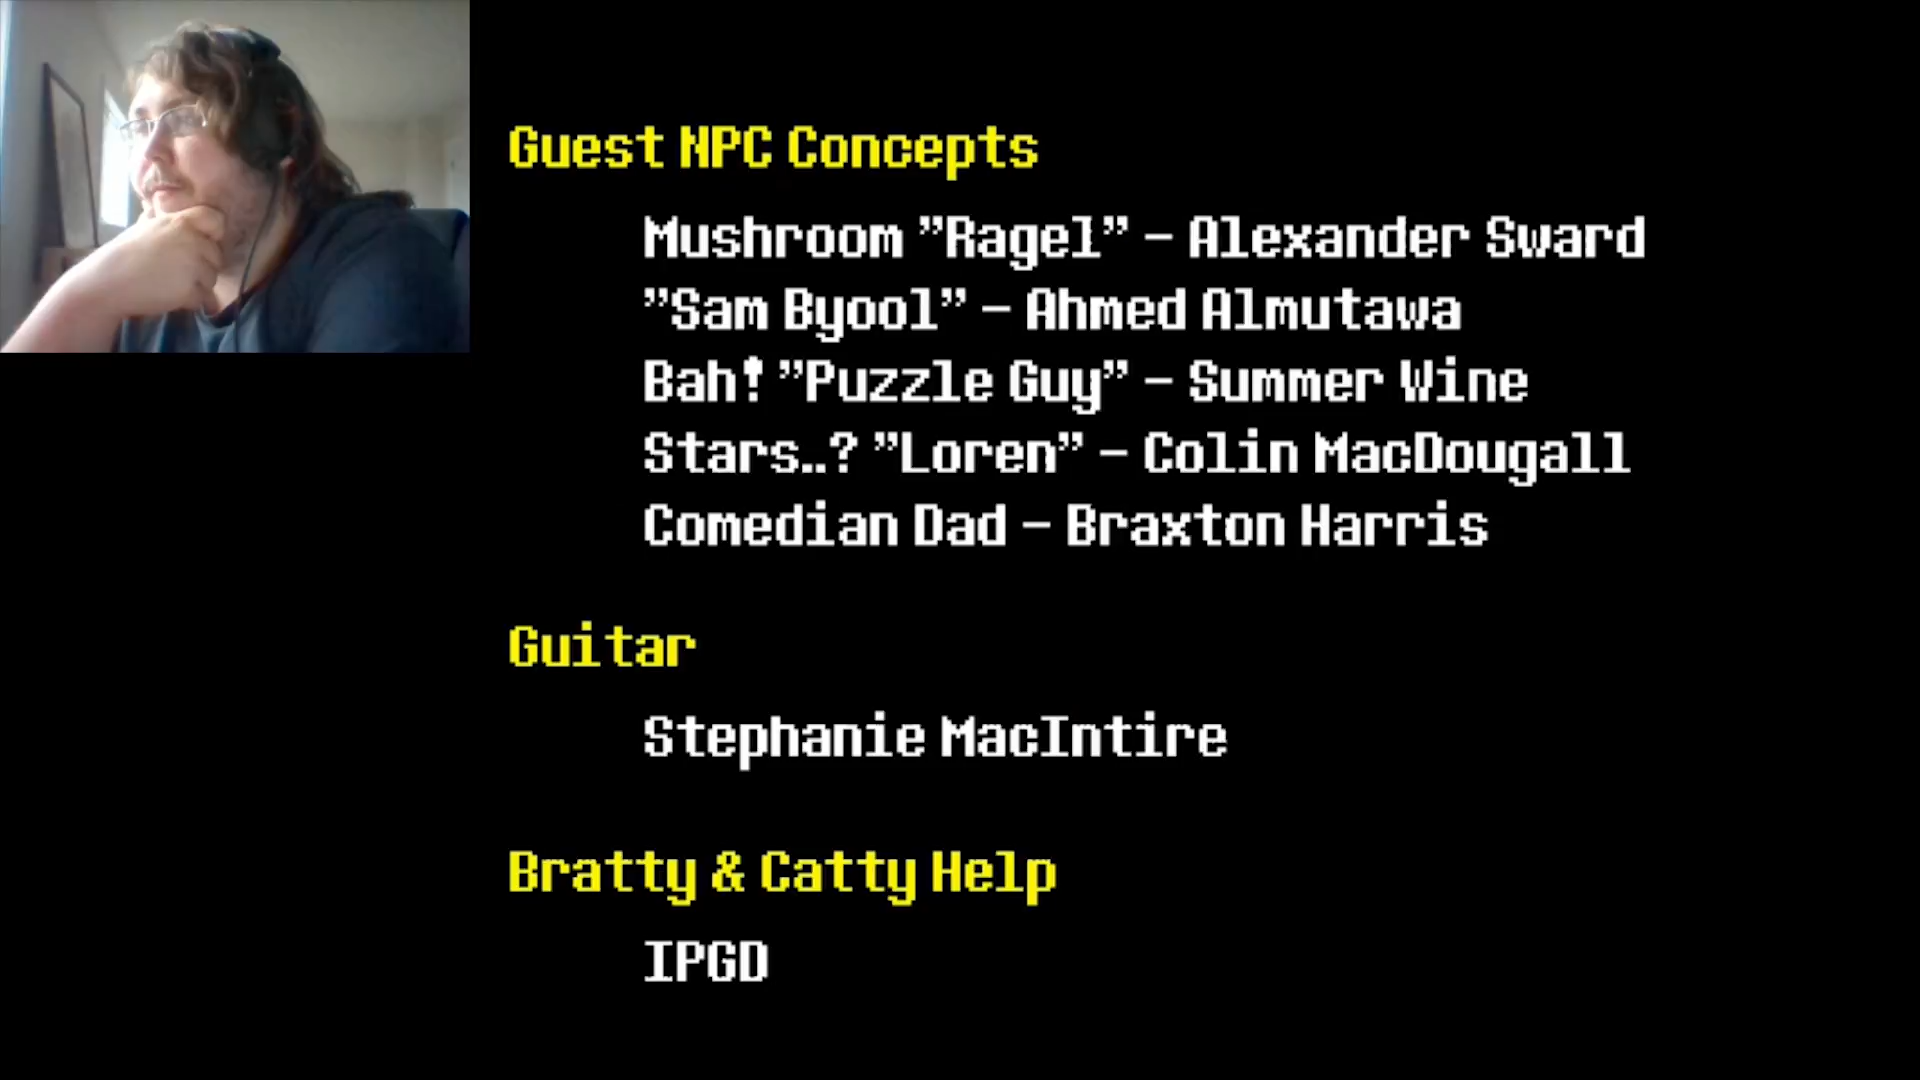 Guest NPC Concepts
Mushroom ”Ragel” - Alexander Sward
”Sam Byool” - Ahmed Almutawa
Bah! ”Puzzle Guy” - Summer Wine
Stars..? ”Loren” - Colin MacDougall
Comedian Dad - Braxton Harris
Guitar
Stephanie MacIntire
Bratty & Catty Help
IPGD